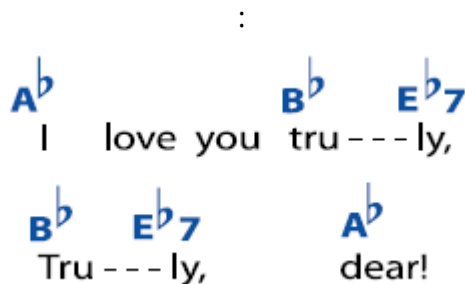 :
A♭ B♭ E♭7
I love you tru - - - ly,
B♭ E♭7 A♭
Tru - - - ly, dear!